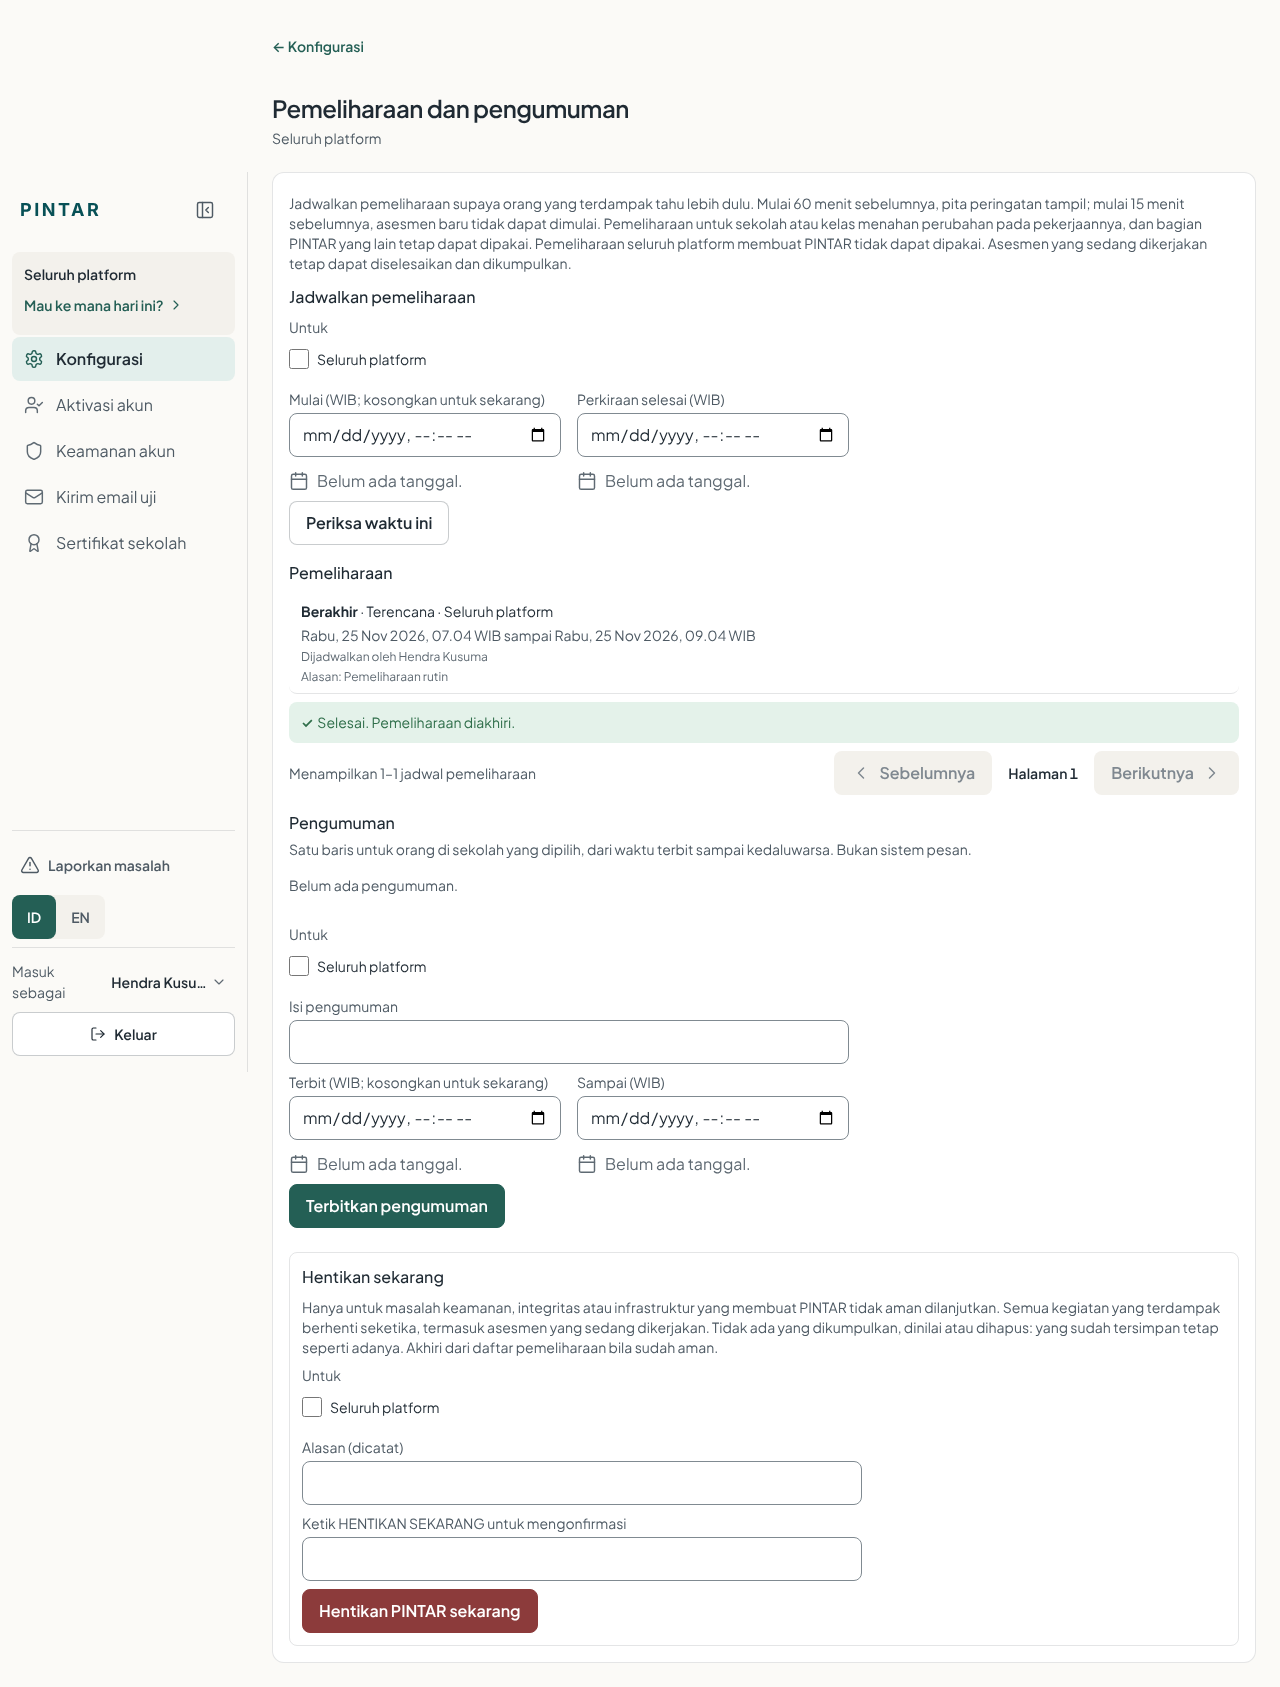 ← Konfigurasi
Pemeliharaan dan pengumuman
Seluruh platform
PINTAR
Seluruh platform
Mau ke mana hari ini?
Konfigurasi
Aktivasi akun
Keamanan akun
Kirim email uji
Sertifikat sekolah
Laporkan masalah
ID EN
Masuk sebagai
Hendra Kusu...
Keluar
Jadwalkan pemeliharaan supaya orang yang terdampak tahu lebih dulu. Mulai 60 menit sebelumnya, pita peringatan tampil; mulai 15 menit
sebelumnya, asesmen baru tidak dapat dimulai. Pemeliharaan untuk sekolah atau kelas menahan perubahan pada pekerjaannya, dan bagian
PINTAR yang lain tetap dapat dipakai. Pemeliharaan seluruh platform membuat PINTAR tidak dapat dipakai. Asesmen yang sedang dikerjakan
tetap dapat diselesaikan dan dikumpulkan.
Jadwalkan pemeliharaan
Untuk
Seluruh platform
Mulai (WIB; kosongkan untuk sekarang) Perkiraan selesai (WIB)
mm/dd/yyyy, --:-- -- mm/dd/yyyy, --:-- --
Belum ada tanggal. Belum ada tanggal.
Periksa waktu ini
Pemeliharaan
Berakhir · Terencana · Seluruh platform
Rabu, 25 Nov 2026, 07.04 WIB sampai Rabu, 25 Nov 2026, 09.04 WIB
Dijadwalkan oleh Hendra Kusuma
Alasan: Pemeliharaan rutin
✓ Selesai. Pemeliharaan diakhiri.
Menampilkan 1–1 jadwal pemeliharaan Sebelumnya Halaman 1 Berikutnya
Pengumuman
Satu baris untuk orang di sekolah yang dipilih, dari waktu terbit sampai kedaluwarsa. Bukan sistem pesan.
Belum ada pengumuman.
Untuk
Seluruh platform
Isi pengumuman
Terbit (WIB; kosongkan untuk sekarang) Sampai (WIB)
mm/dd/yyyy, --:-- -- mm/dd/yyyy, --:-- --
Belum ada tanggal. Belum ada tanggal.
Terbitkan pengumuman
Hentikan sekarang
Hanya untuk masalah keamanan, integritas atau infrastruktur yang membuat PINTAR tidak aman dilanjutkan. Semua kegiatan yang terdampak
berhenti seketika, termasuk asesmen yang sedang dikerjakan. Tidak ada yang dikumpulkan, dinilai atau dihapus: yang sudah tersimpan tetap
seperti adanya. Akhiri dari daftar pemeliharaan bila sudah aman.
Untuk
Seluruh platform
Alasan (dicatat)
Ketik HENTIKAN SEKARANG untuk mengonfirmasi
Hentikan PINTAR sekarang